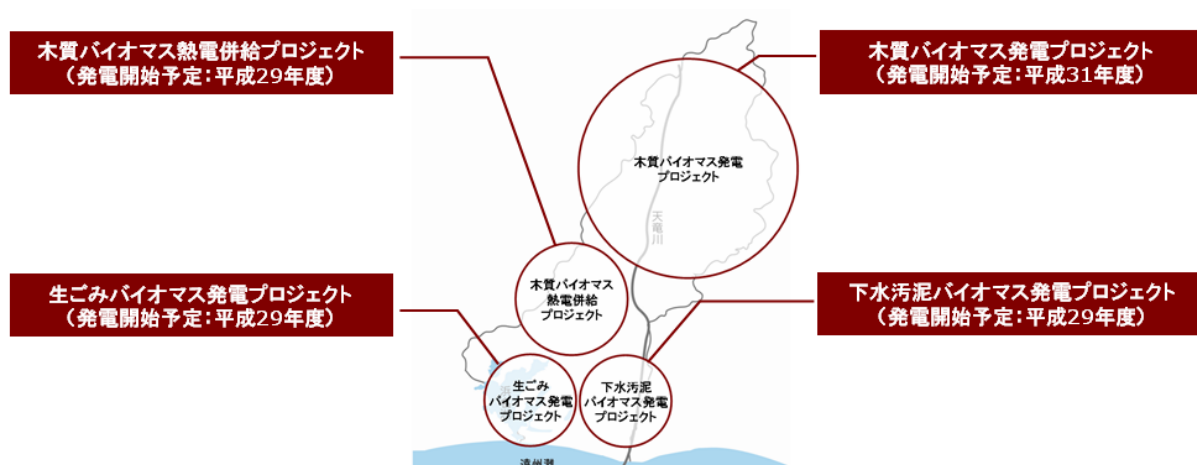 木質バイオマス熱電併給プロジェクト
（発電開始予定：平成29年度）
木質バイオマス発電プロジェクト
（発電開始予定：平成31年度）
木質バイオマス発電
プロジェクト
天竜川
木質バイオマス
熱電併給
プロジェクト
生ごみバイオマス発電プロジェクト
（発電開始予定：平成29年度）
下水汚泥バイオマス発電プロジェクト
（発電開始予定：平成29年度）
生ごみ
バイオマス発電
プロジェクト
下水汚泥
バイオマス発電
プロジェクト
遠州灘